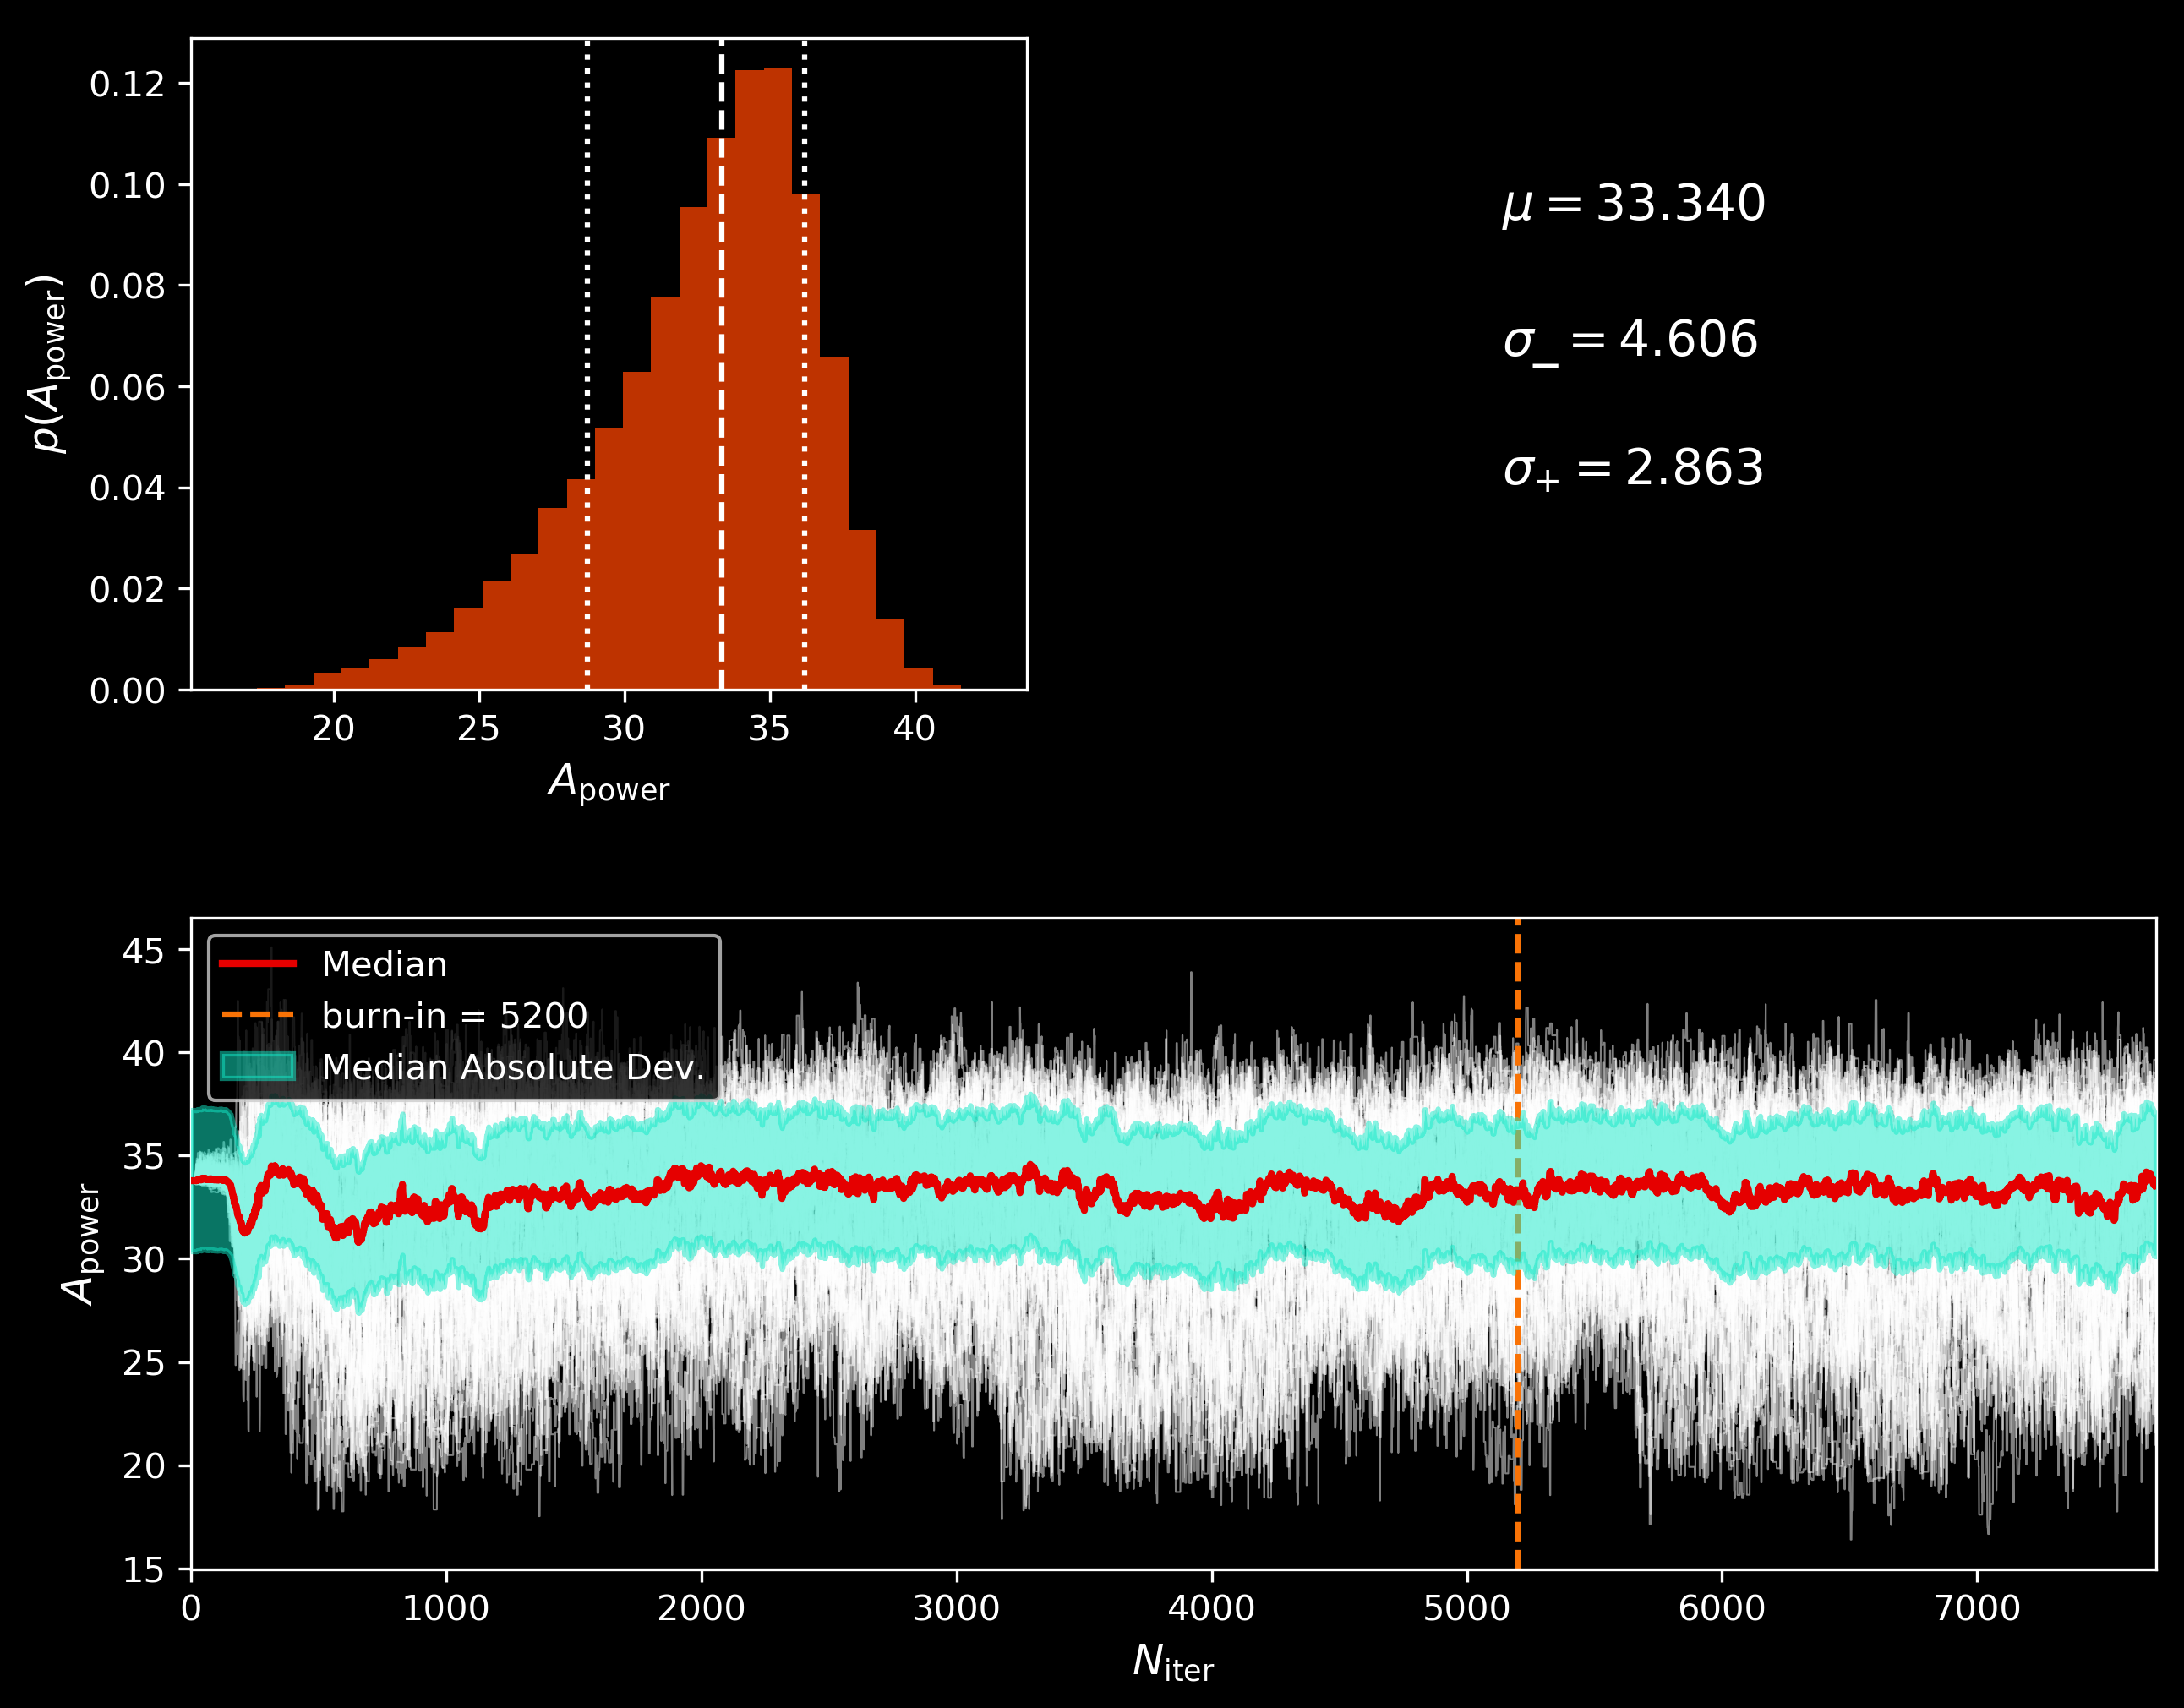 0.12
0.10
0.08
0.06
0.04
0.02
0.00
p(A_power)
20 25 30 35 40
A_power
μ = 33.340
σ_− = 4.606
σ_+ = 2.863
45
40
35
30
25
20
15
A_power
Median
burn-in = 5200
Median Absolute Dev.
0 1000 2000 3000 4000 5000 6000 7000
N_iter